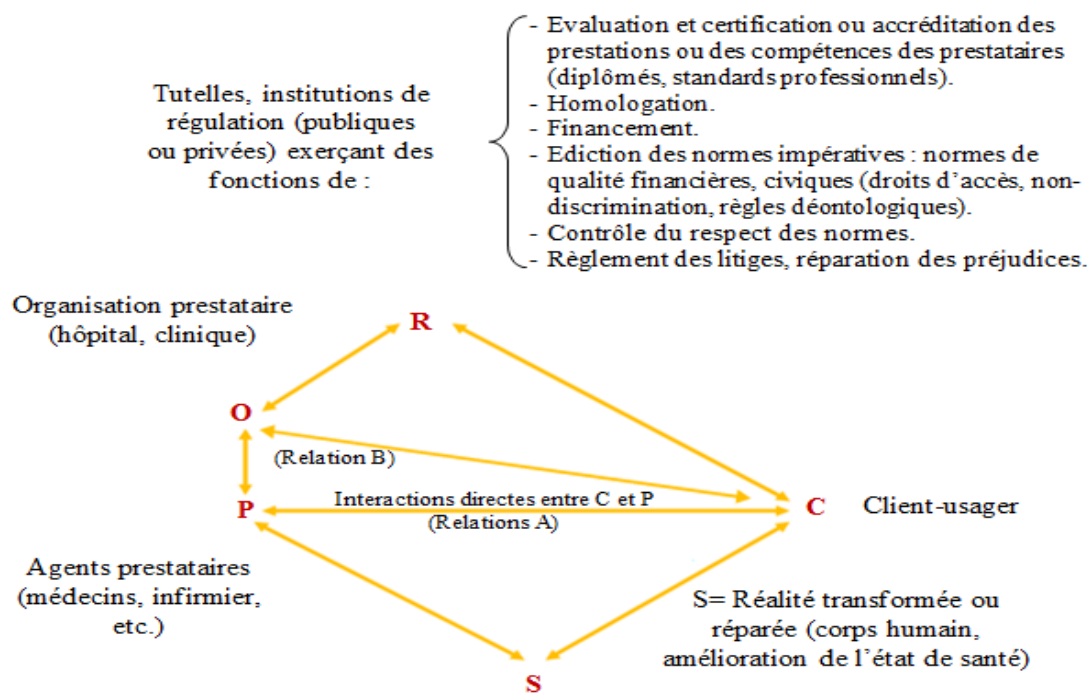 Tutelles, institutions de
régulation (publiques
ou privées) exerçant des
fonctions de :
- Evaluation et certification ou accréditation des
prestations ou des compétences des prestataires
(diplômés, standards professionnels).
- Homologation.
- Financement.
- Ediction des normes impératives : normes de
qualité financières, civiques (droits d’accès, non-
discrimination, règles déontologiques).
- Contrôle du respect des normes.
- Règlement des litiges, réparation des préjudices.
Organisation prestataire
(hôpital, clinique)
R
O
(Relation B)
P
Interactions directes entre C et P
(Relations A)
C
Client-usager
Agents prestataires
(médecins, infirmier,
etc.)
S= Réalité transformée ou
réparée (corps humain,
amélioration de l’état de santé)
S